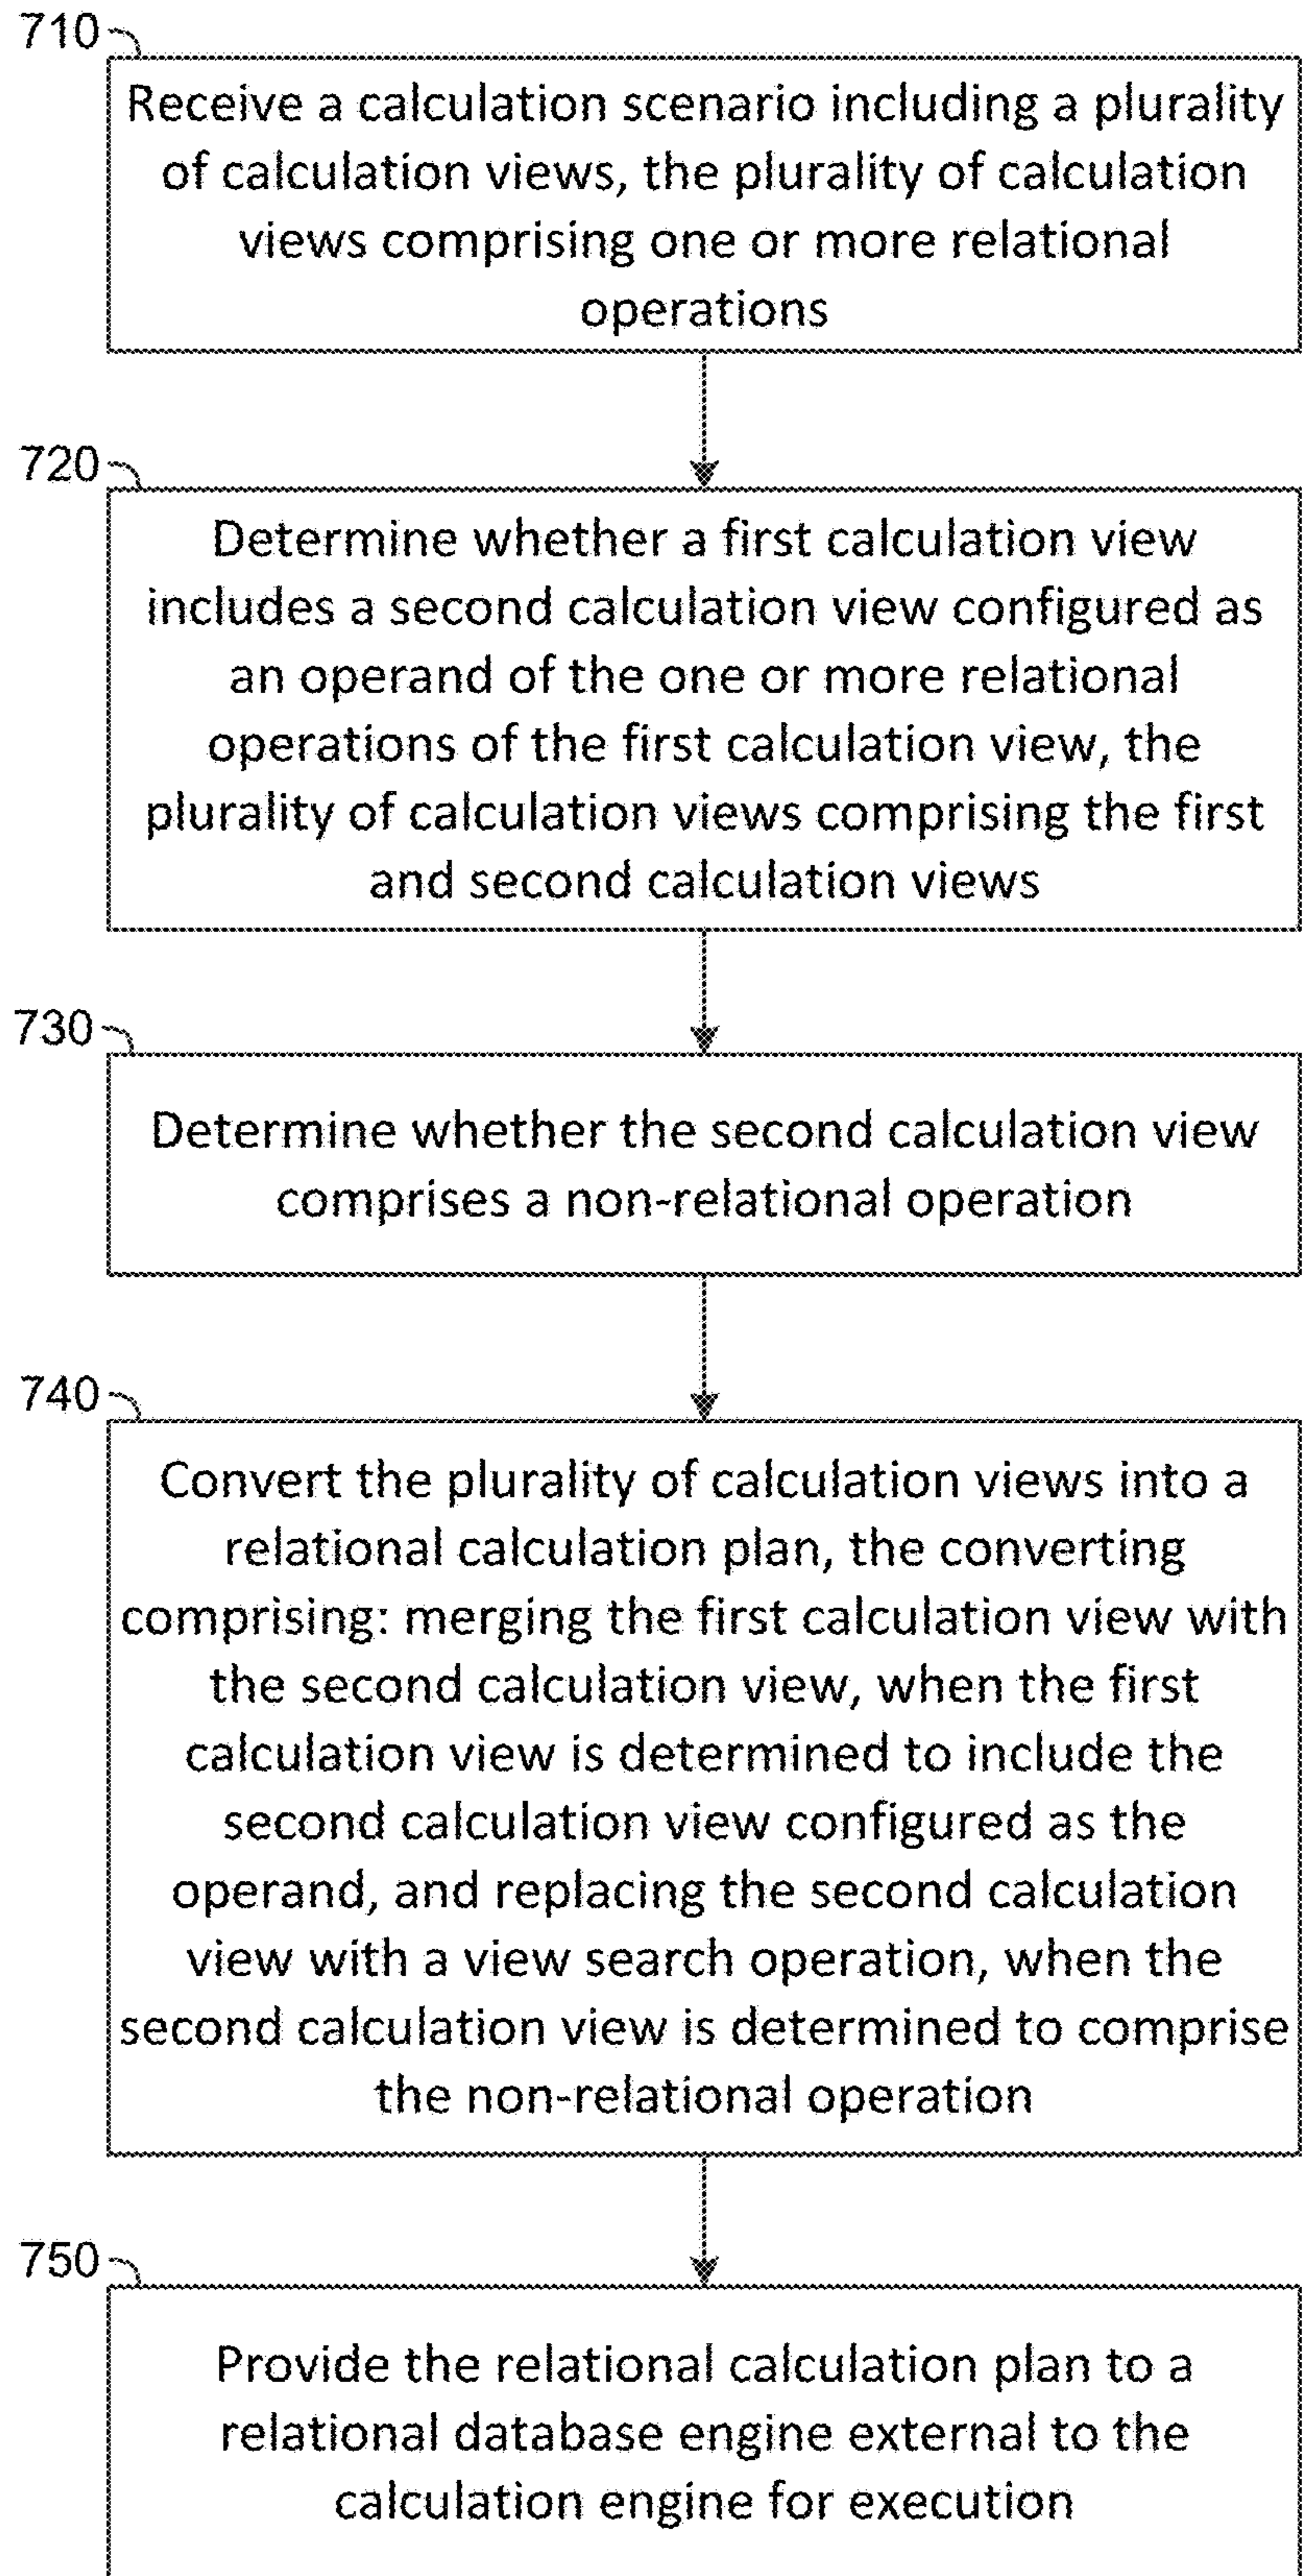 710
Receive a calculation scenario including a plurality
of calculation views, the plurality of calculation
views comprising one or more relational
operations
720
Determine whether a first calculation view
includes a second calculation view configured as
an operand of the one or more relational
operations of the first calculation view, the
plurality of calculation views comprising the first
and second calculation views
730
Determine whether the second calculation view
comprises a non-relational operation
740
Convert the plurality of calculation views into a
relational calculation plan, the converting
comprising: merging the first calculation view with
the second calculation view, when the first
calculation view is determined to include the
second calculation view configured as the
operand, and replacing the second calculation
view with a view search operation, when the
second calculation view is determined to comprise
the non-relational operation
750
Provide the relational calculation plan to a
relational database engine external to the
calculation engine for execution